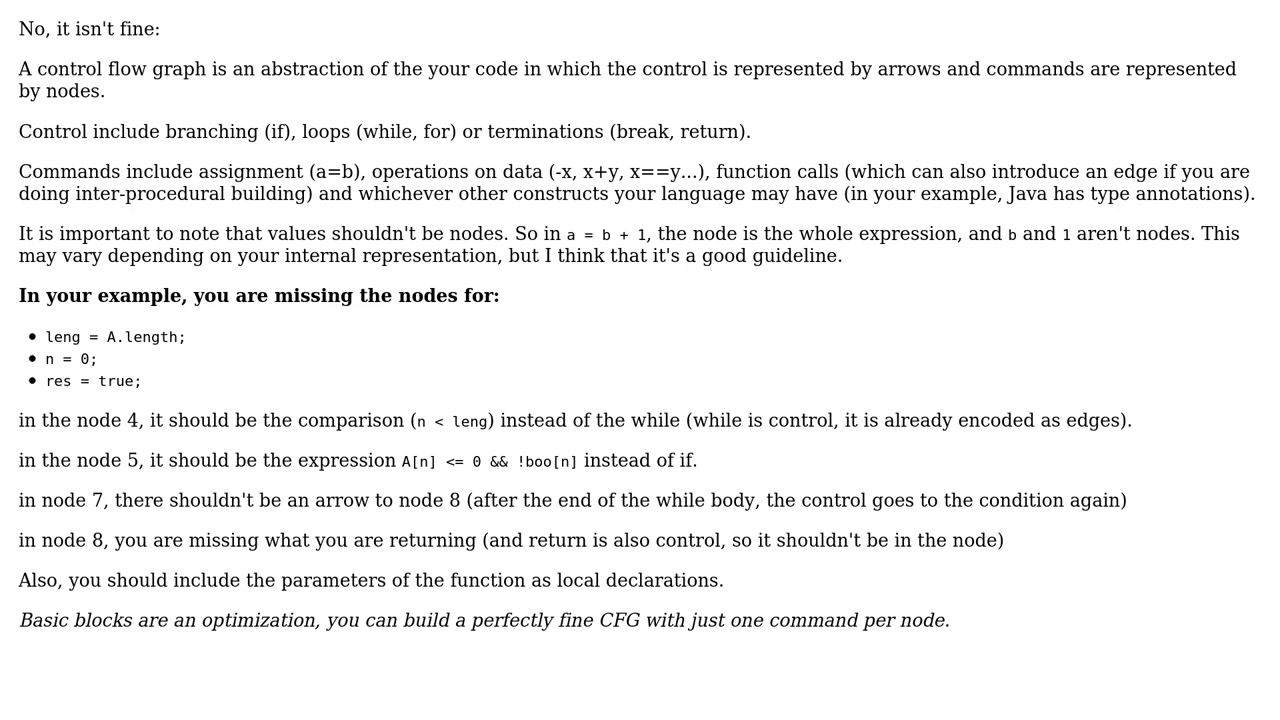 No, it isn't fine:
A control flow graph is an abstraction of the your code in which the control is represented by arrows and commands are represented
by nodes.
Control include branching (if), loops (while, for) or terminations (break, return).
Commands include assignment (a=b), operations on data (-x, x+y, x==y...), function calls (which can also introduce an edge if you are
doing inter-procedural building) and whichever other constructs your language may have (in your example, Java has type annotations).
It is important to note that values shouldn't be nodes. So in a = b + 1, the node is the whole expression, and b and 1 aren't nodes. This
may vary depending on your internal representation, but I think that it's a good guideline.
In your example, you are missing the nodes for:
• leng = A.length;
• n = 0;
• res = true;
in the node 4, it should be the comparison (n < leng) instead of the while (while is control, it is already encoded as edges).
in the node 5, it should be the expression A[n] <= 0 && !boo[n] instead of if.
in node 7, there shouldn't be an arrow to node 8 (after the end of the while body, the control goes to the condition again)
in node 8, you are missing what you are returning (and return is also control, so it shouldn't be in the node)
Also, you should include the parameters of the function as local declarations.
Basic blocks are an optimization, you can build a perfectly fine CFG with just one command per node.